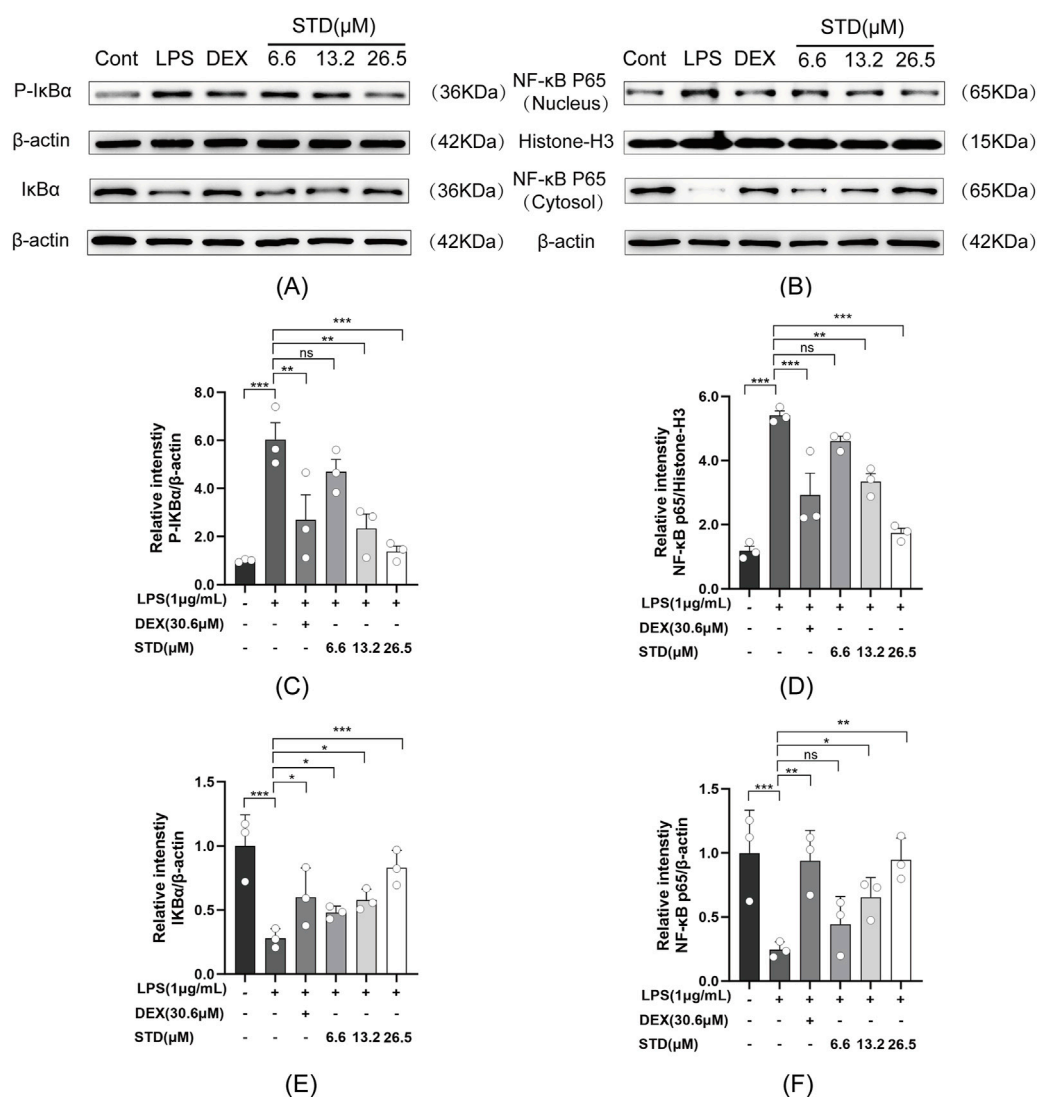 STD(μM)
Cont LPS DEX 6.6 13.2 26.5
P-IκBα (36KDa)
β-actin (42KDa)
IκBα (36KDa)
β-actin (42KDa)
(A)
STD(μM)
Cont LPS DEX 6.6 13.2 26.5
NF-κB P65
(Nucleus) (65KDa)
Histone-H3 (15KDa)
NF-κB P65
(Cytosol) (65KDa)
β-actin (42KDa)
(B)
***
**
ns
**
***
Relative intenstiy
P-IKBα/β-actin
8.0
6.0
4.0
2.0
0.0
LPS(1μg/mL) - + + + + +
DEX(30.6μM) - - + - - -
STD(μM) - - - 6.6 13.2 26.5
(C)
***
**
ns
***
***
Relative intenstiy
NF-κB p65/Histone-H3
6.0
4.0
2.0
0.0
LPS(1μg/mL) - + + + + +
DEX(30.6μM) - - + - - -
STD(μM) - - - 6.6 13.2 26.5
(D)
***
*
*
*
***
Relative intenstiy
IKBα/β-actin
1.5
1.0
0.5
0.0
LPS(1μg/mL) - + + + + +
DEX(30.6μM) - - + - - -
STD(μM) - - - 6.6 13.2 26.5
(E)
**
*
ns
**
***
Relative intenstiy
NF-κB p65/β-actin
1.5
1.0
0.5
0.0
LPS(1μg/mL) - + + + + +
DEX(30.6μM) - - + - - -
STD(μM) - - - 6.6 13.2 26.5
(F)